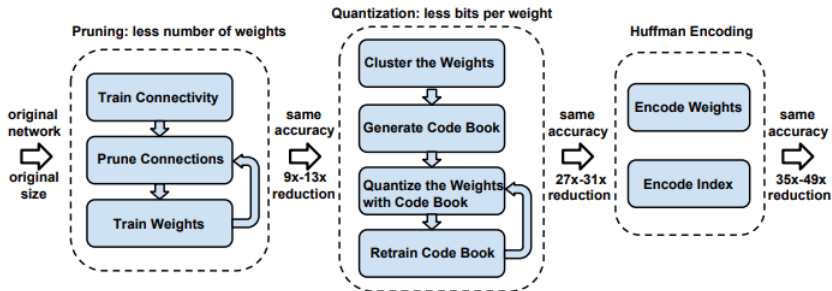 Pruning: less number of weights
Quantization: less bits per weight
Huffman Encoding
original
network
original
size
Train Connectivity
Prune Connections
Train Weights
same
accuracy
9x-13x
reduction
Cluster the Weights
Generate Code Book
Quantize the Weights
with Code Book
Retrain Code Book
same
accuracy
27x-31x
reduction
Encode Weights
Encode Index
same
accuracy
35x-49x
reduction